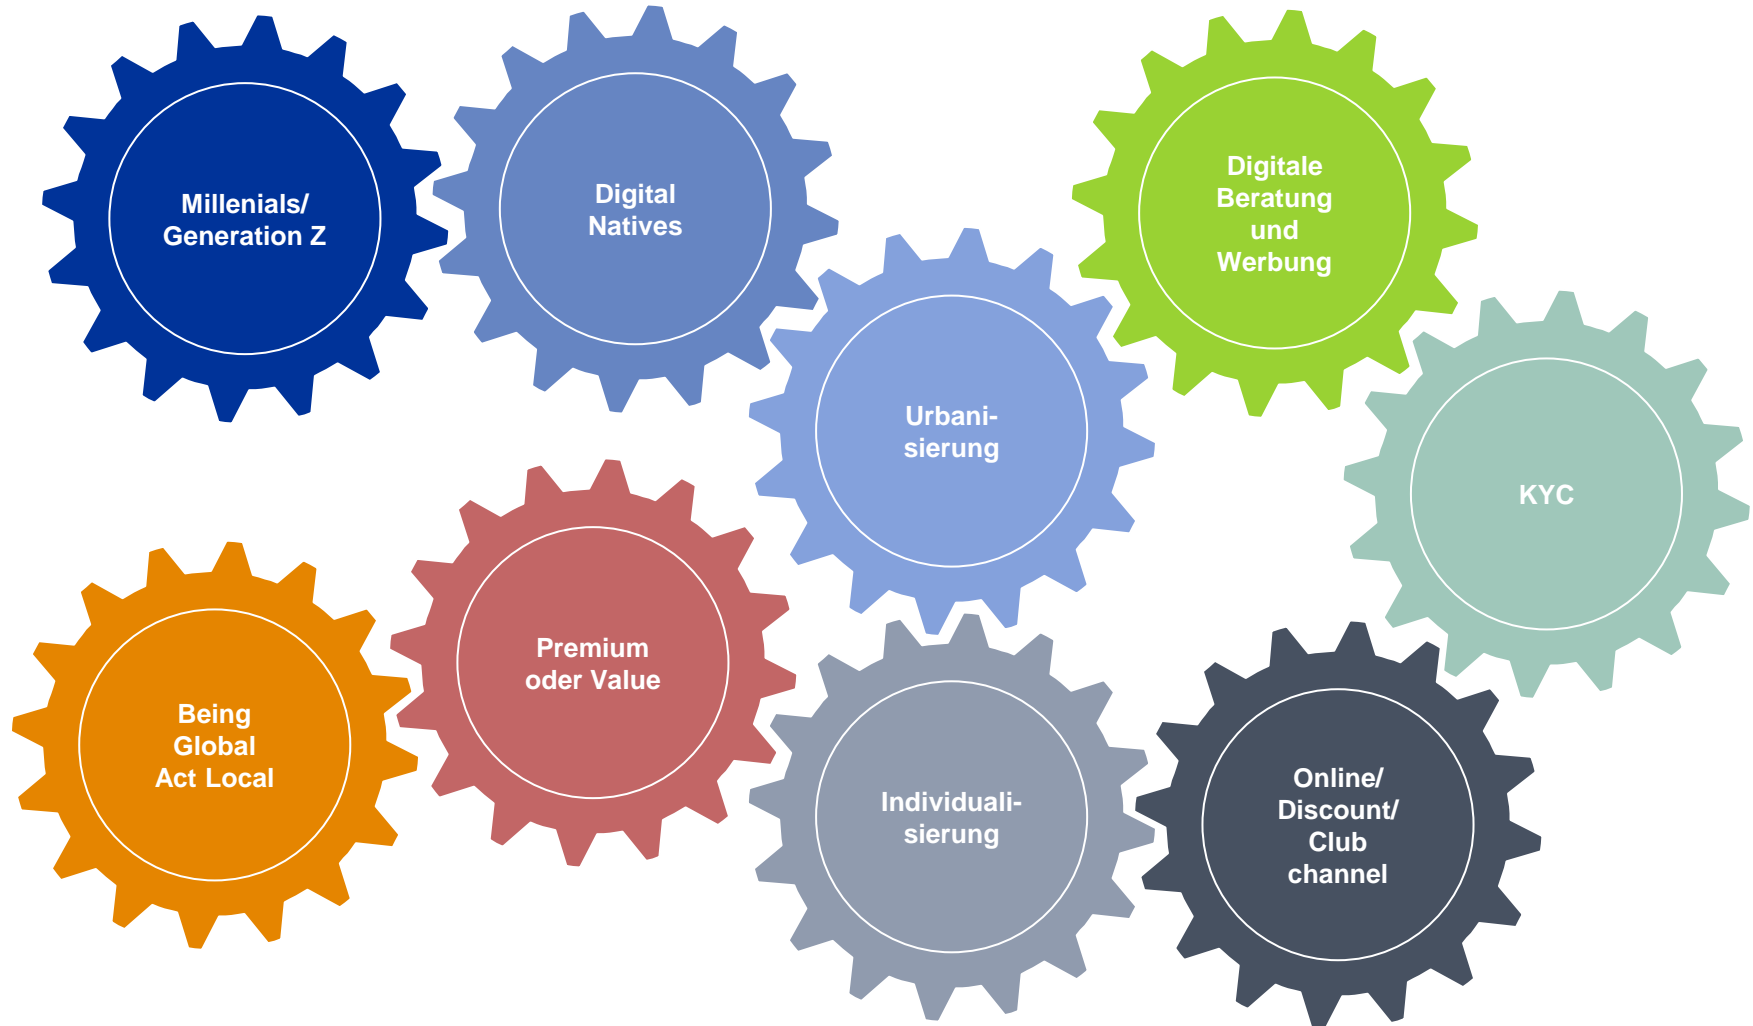 Millenials/
Generation Z
Digital
Natives
Digitale
Beratung
und
Werbung
Urbani-
sierung
KYC
Premium
oder Value
Being
Global
Act Local
Individuali-
sierung
Online/
Discount/
Club
channel